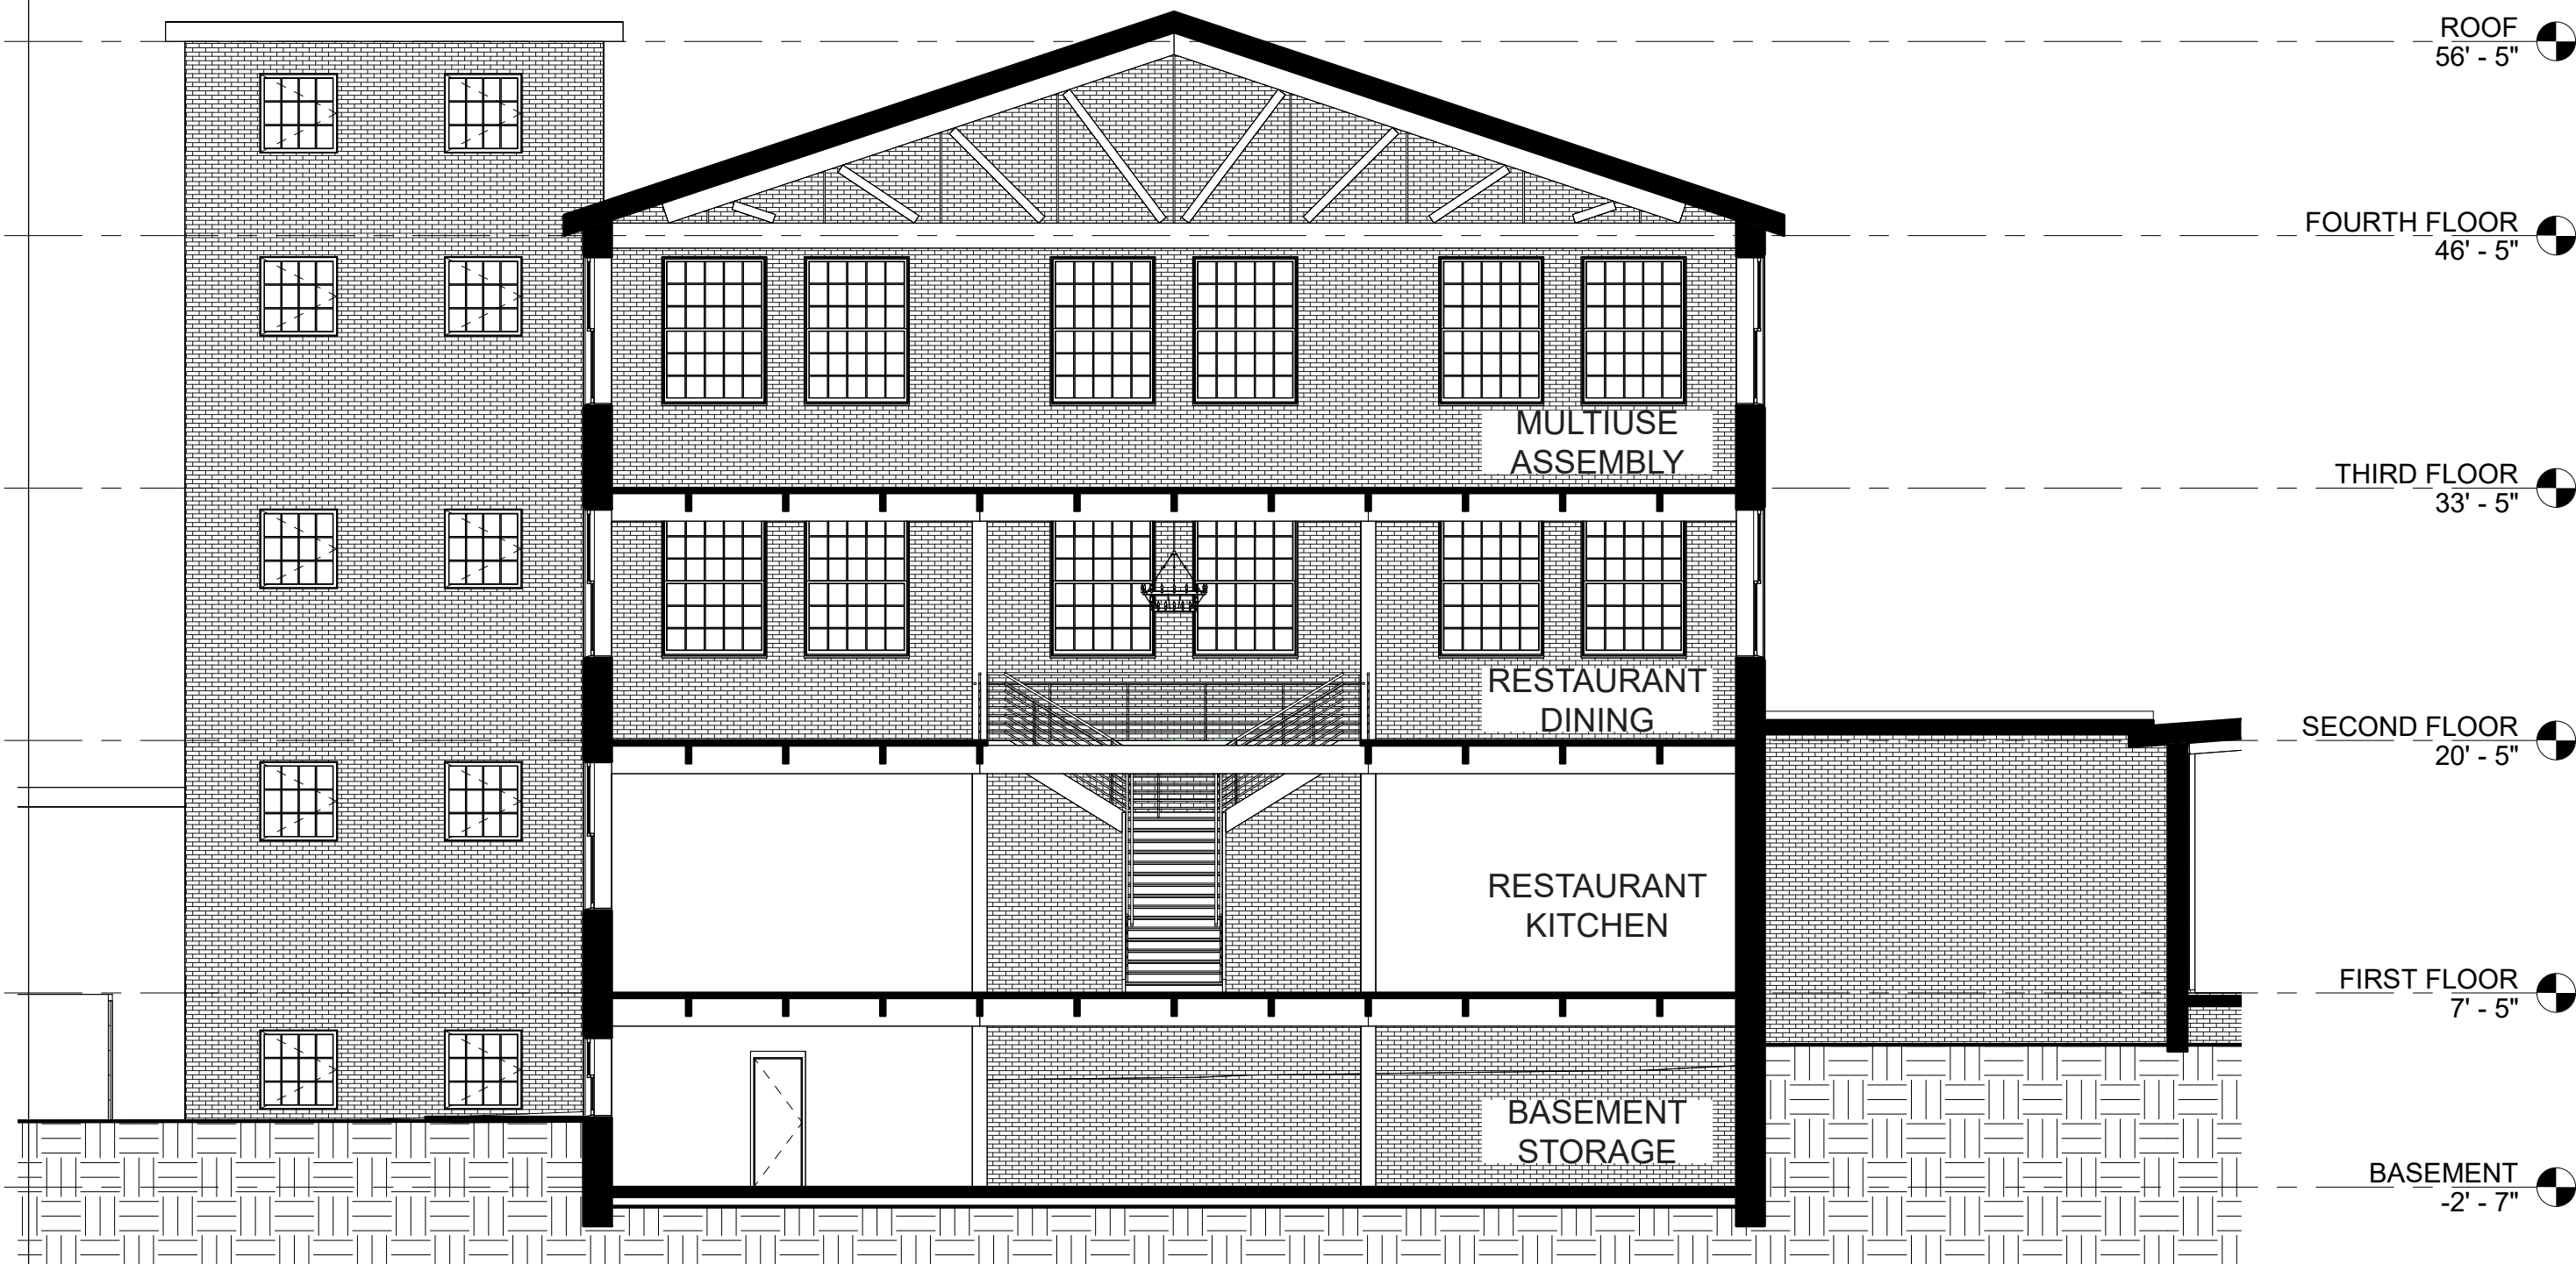 ROOF
56' - 5"
FOURTH FLOOR
46' - 5"
MULTIUSE
ASSEMBLY
THIRD FLOOR
33' - 5"
RESTAURANT
DINING
SECOND FLOOR
20' - 5"
RESTAURANT
KITCHEN
FIRST FLOOR
7' - 5"
BASEMENT
STORAGE
BASEMENT
-2' - 7"